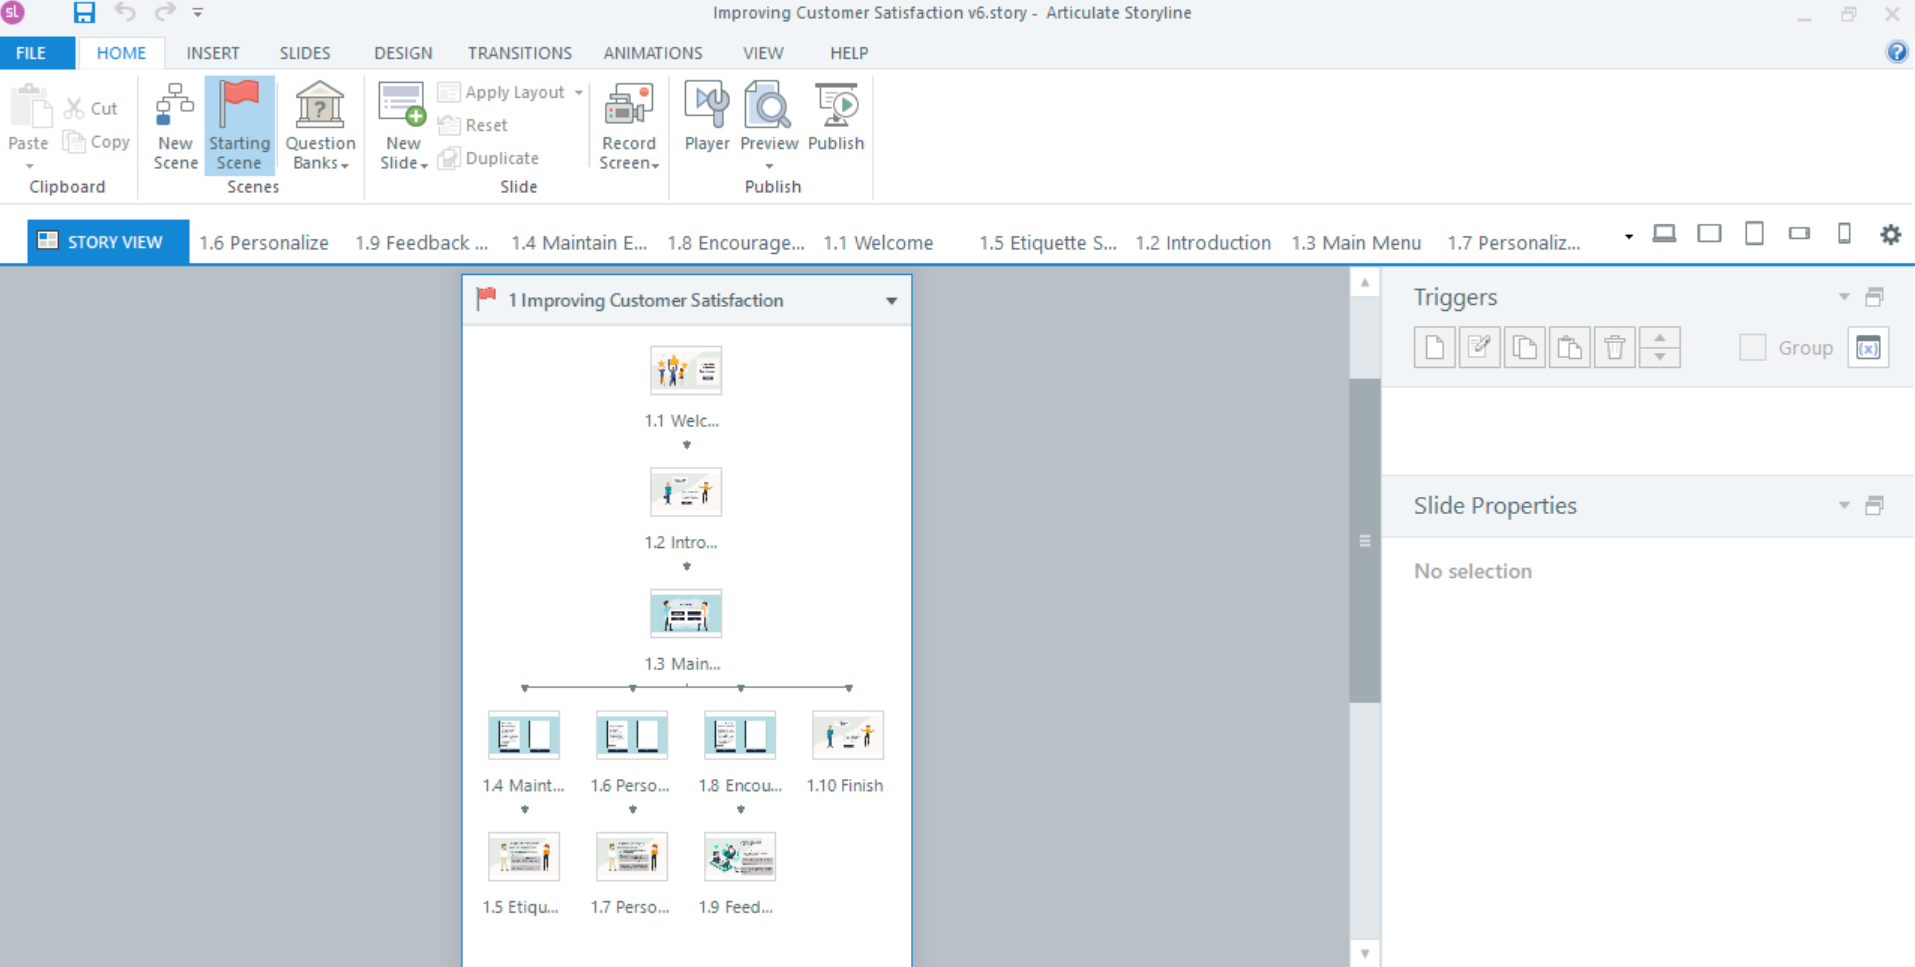 sl
Improving Customer Satisfaction v6.story - Articulate Storyline
FILE HOME INSERT SLIDES DESIGN TRANSITIONS ANIMATIONS VIEW HELP
Paste
Cut
Copy
Clipboard
New Scene
Starting Scene
Question Banks
Scenes
New Slide
Apply Layout
Reset
Duplicate
Slide
Record Screen
Player
Preview
Publish
Publish
STORY VIEW 1.6 Personalize 1.9 Feedback ... 1.4 Maintain E... 1.8 Encourage... 1.1 Welcome 1.5 Etiquette S... 1.2 Introduction 1.3 Main Menu 1.7 Personaliz...
1 Improving Customer Satisfaction
1.1 Welc...
1.2 Intro...
1.3 Main...
1.4 Maint... 1.6 Perso... 1.8 Encou... 1.10 Finish
1.5 Etiqu... 1.7 Perso... 1.9 Feed...
Triggers
Group
(x)
Slide Properties
No selection